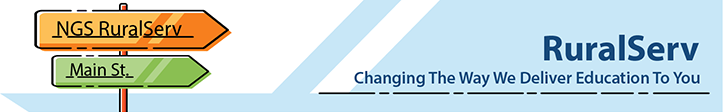 NGS RuralServ
Main St.
RuralServ
Changing The Way We Deliver Education To You